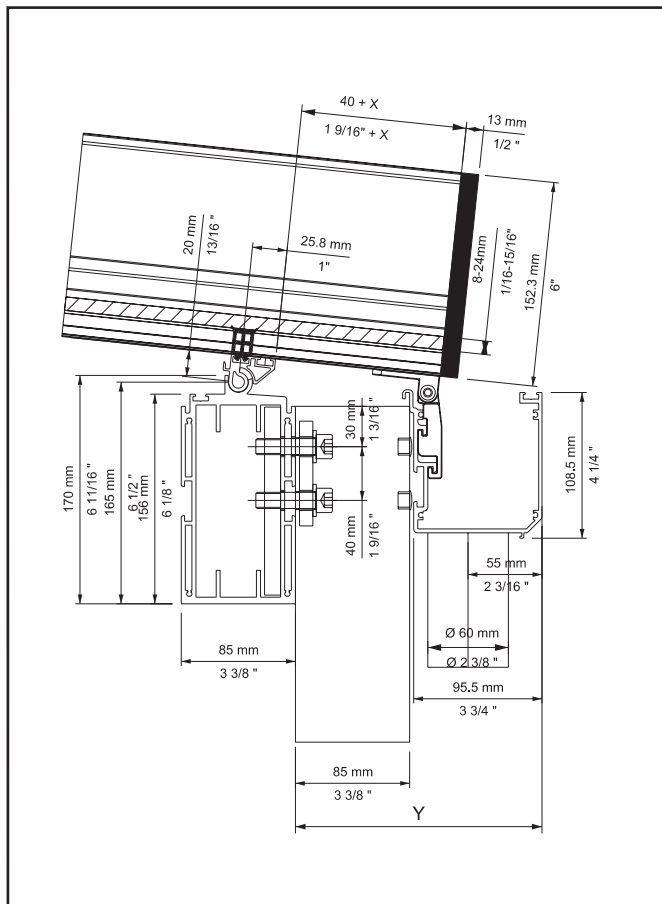 40 + X
1 9/16" + X
13 mm
1/2 "
20 mm
13/16 "
25.8 mm
1"
8-24mm
1/16-15/16"
152.3 mm
6"
170 mm
6 11/16 "
165 mm
6 1/2 "
156 mm
6 1/8 "
30 mm
1 3/16 "
40 mm
1 9/16 "
108.5 mm
4 1/4 "
55 mm
2 3/16 "
Ø 60 mm
Ø 2 3/8 "
85 mm
3 3/8 "
95.5 mm
3 3/4 "
85 mm
3 3/8 "
Y